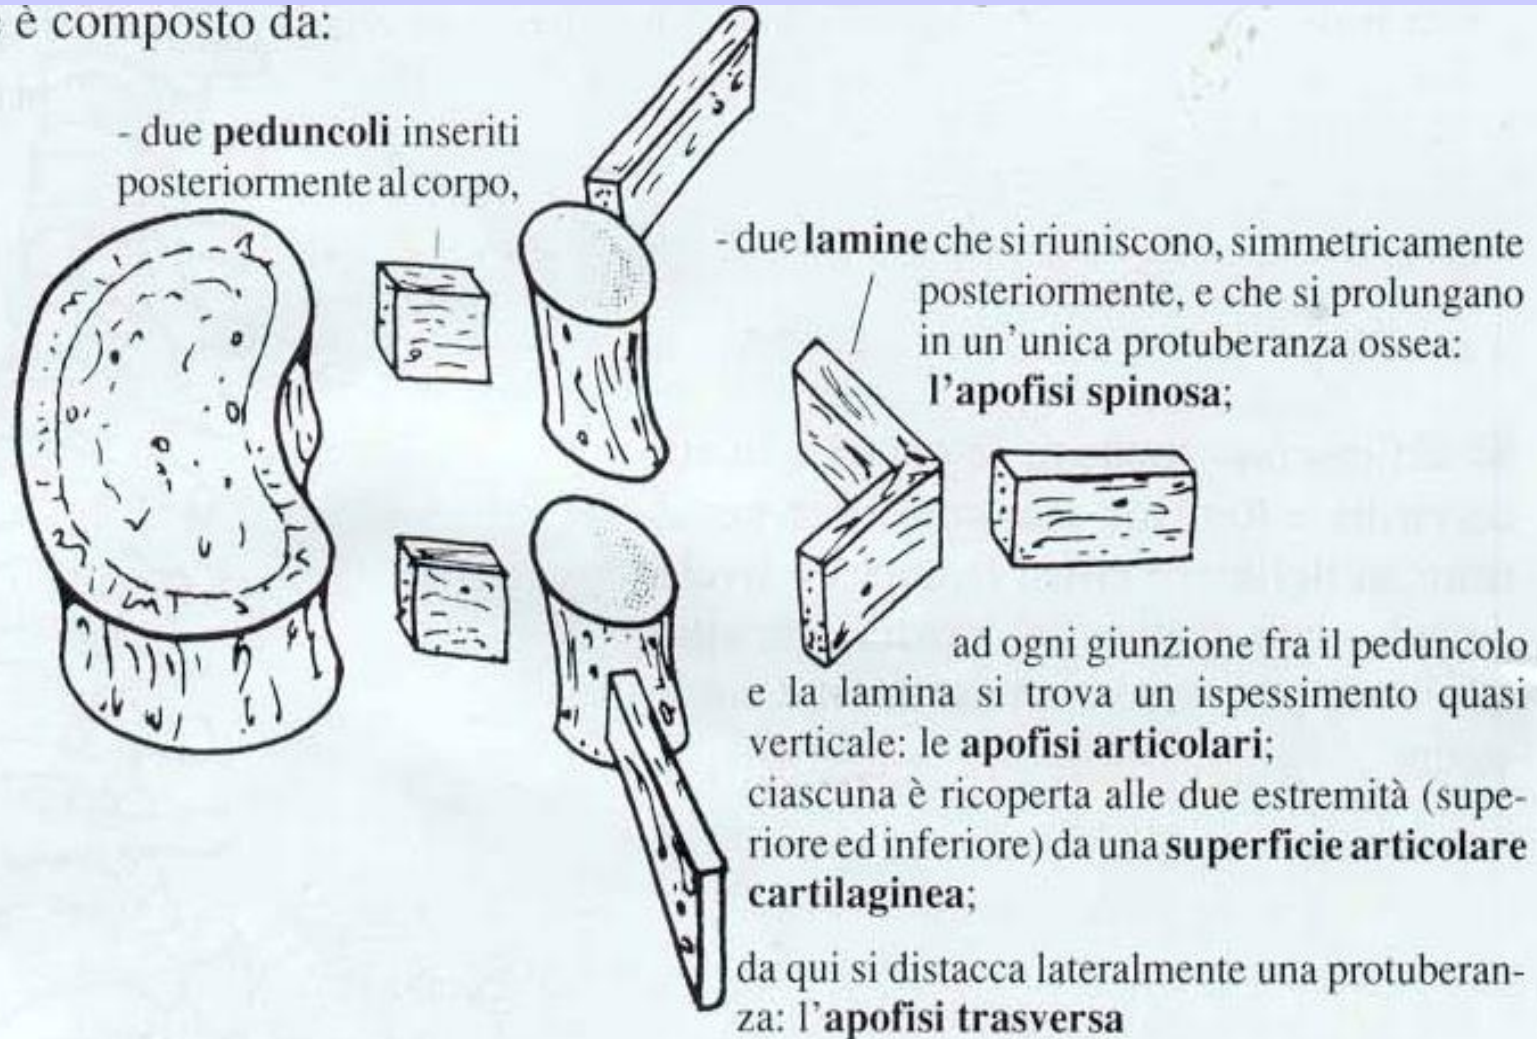 è composto da:
- due peduncoli inseriti
posteriormente al corpo,
- due lamine che si riuniscono, simmetricamente
posteriormente, e che si prolungano
in un'unica protuberanza ossea:
l'apofisi spinosa;
ad ogni giunzione fra il peduncolo
e la lamina si trova un ispessimento quasi
verticale: le apofisi articolari;
ciascuna è ricoperta alle due estremità (supe-
riore ed inferiore) da una superficie articolare
cartilaginea;
da qui si distacca lateralmente una protuberan-
za: l'apofisi trasversa